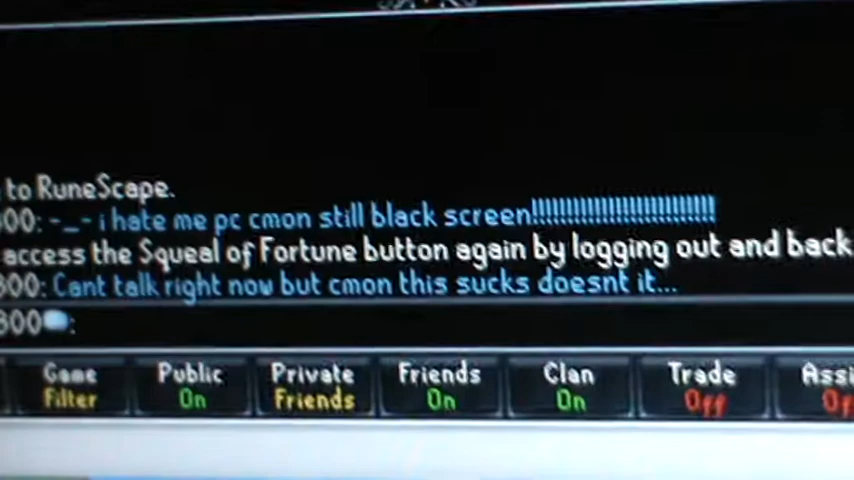 to RuneScape.
300: -_- i hate me pc cmon still black screen!!!!!!!!!!!!!!!!!!!!!!!!!!!!!!
access the Squeal of Fortune button again by logging out and back
300: Cant talk right now but cmon this sucks doesnt it...
300:
Game Public Private Friends Clan Trade Assi
Filter On Friends On On Off Of